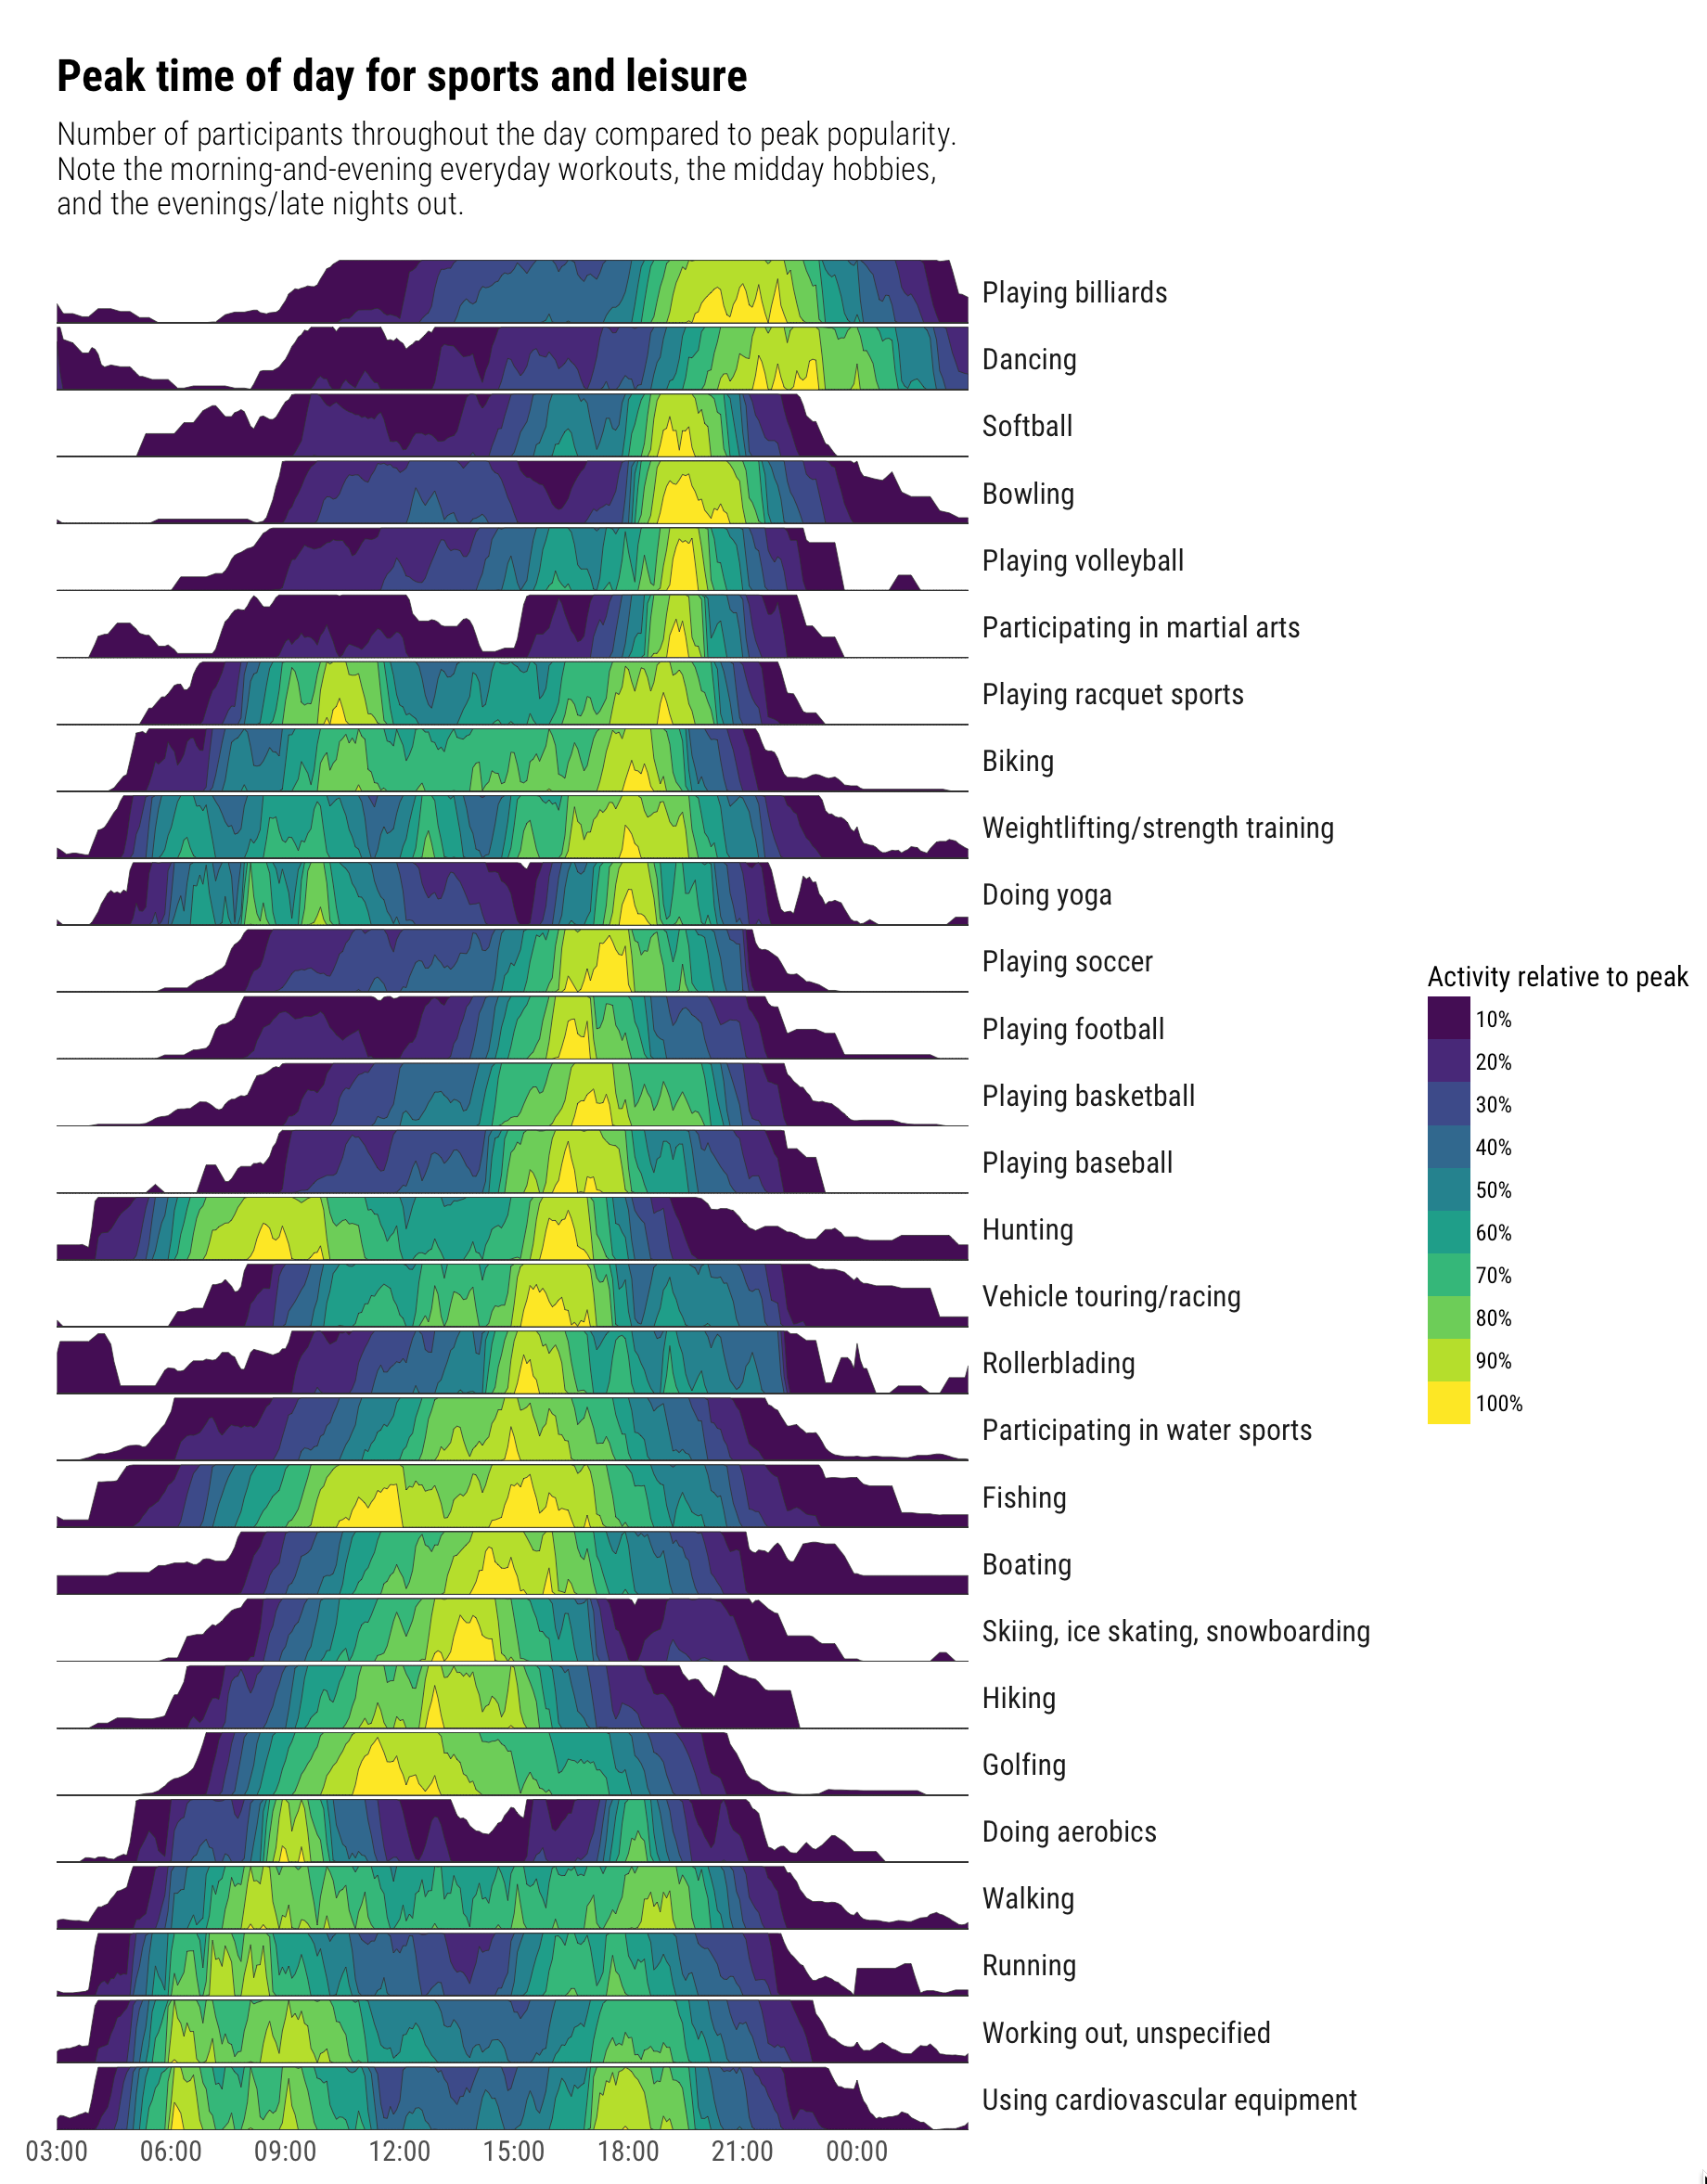 Peak time of day for sports and leisure
Number of participants throughout the day compared to peak popularity.
Note the morning-and-evening everyday workouts, the midday hobbies,
and the evenings/late nights out.
Playing billiards
Dancing
Softball
Bowling
Playing volleyball
Participating in martial arts
Playing racquet sports
Biking
Weightlifting/strength training
Doing yoga
Playing soccer
Playing football
Playing basketball
Playing baseball
Hunting
Vehicle touring/racing
Rollerblading
Participating in water sports
Fishing
Boating
Skiing, ice skating, snowboarding
Hiking
Golfing
Doing aerobics
Walking
Running
Working out, unspecified
Using cardiovascular equipment
03:00 06:00 09:00 12:00 15:00 18:00 21:00 00:00
Activity relative to peak
10%
20%
30%
40%
50%
60%
70%
80%
90%
100%